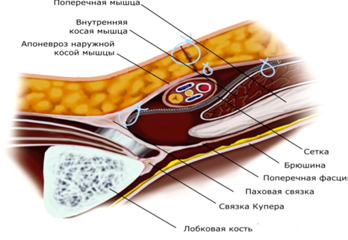 Поперечная мышца
Внутренняя
косая мышца
Апоневроз наружной
косой мышцы
Сетка
Брюшина
Поперечная фасция
Паховая связка
Связка Купера
Лобковая кость